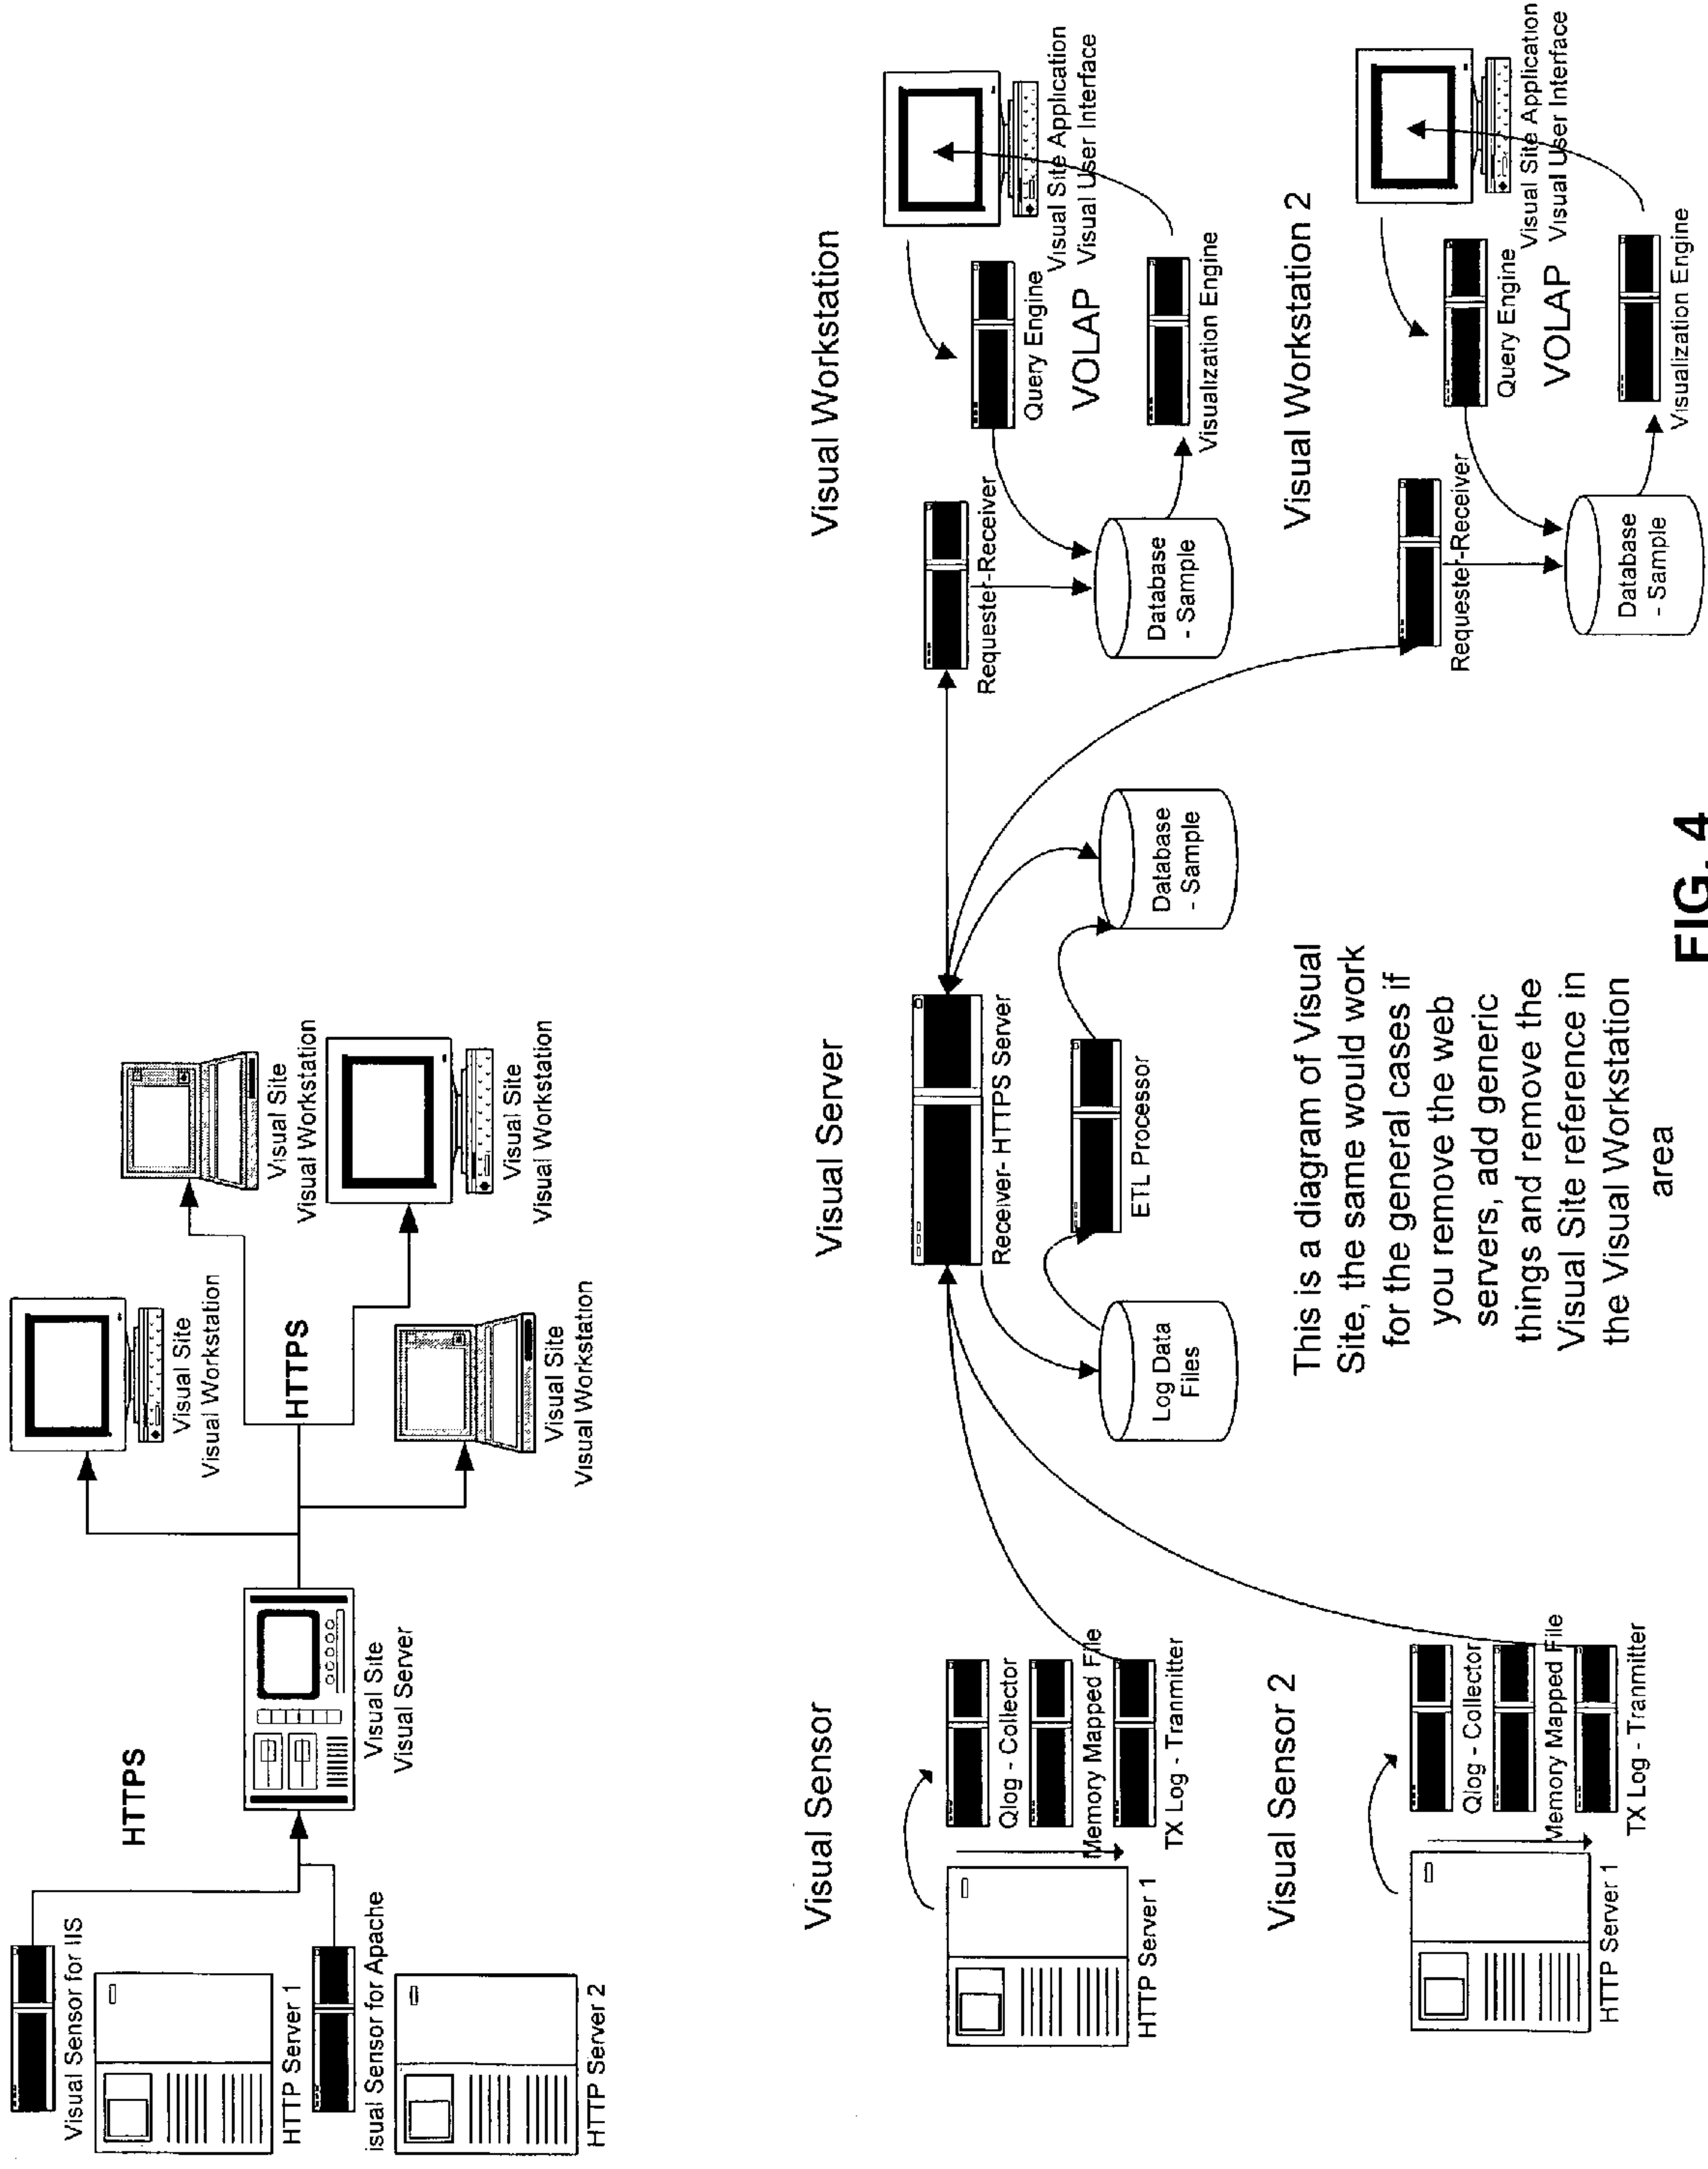 Visual Sensor for IIS
HTTP Server 1
isual Sensor for Apache
HTTP Server 2
HTTPS
Visual Site
Visual Server
Visual Site
Visual Workstation
HTTPS
Visual Site
Visual Workstation
Visual Site
Visual Workstation
Visual Site
Visual Workstation
Visual Sensor
HTTP Server 1
Qlog - Collector
Memory Mapped File
TX Log - Tranmitter
Visual Sensor 2
HTTP Server 1
Qlog - Collector
Memory Mapped File
TX Log - Tranmitter
Visual Server
Receiver- HTTPS Server
ETL Processor
Log Data
Files
Database
- Sample
This is a diagram of Visual
Site, the same would work
for the general cases if
you remove the web
servers, add generic
things and remove the
Visual Site reference in
the Visual Workstation
area
Visual Workstation
Requester-Receiver
Database
- Sample
Query Engine
VOLAP
Visualization Engine
Visual Site Application
Visual User Interface
Visual Workstation 2
Requester-Receiver
Database
- Sample
Query Engine
VOLAP
Visualization Engine
Visual Site Application
Visual User Interface
FIG. 4